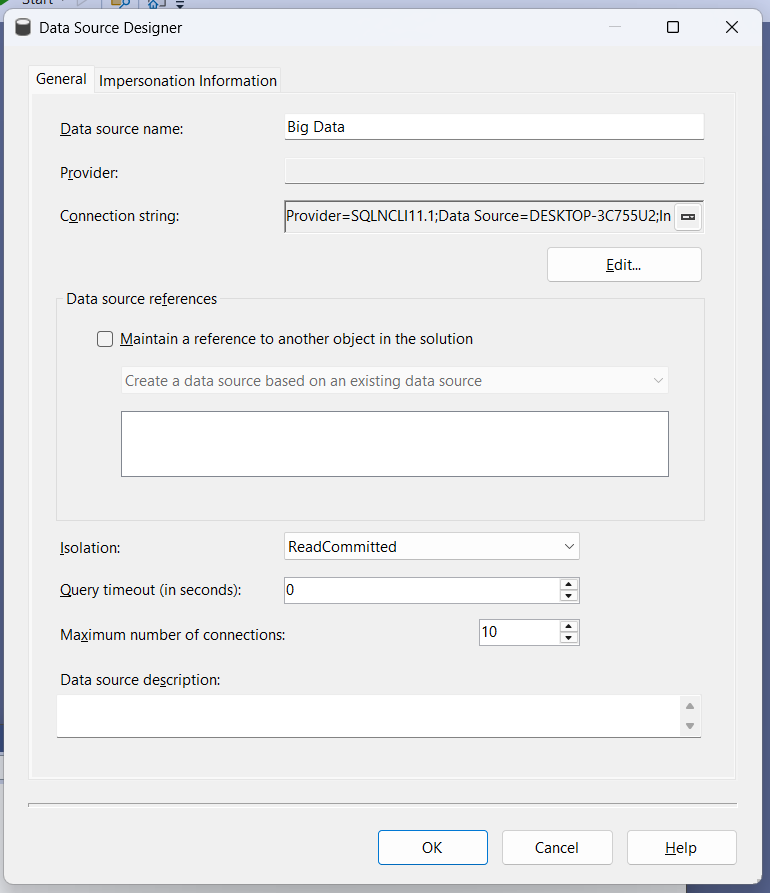 Start
Data Source Designer
General
Impersonation Information
Data source name:
Big Data
Provider:
Connection string:
Provider=SQLNCLI11.1;Data Source=DESKTOP-3C755U2;In
Edit...
Data source references
Maintain a reference to another object in the solution
Create a data source based on an existing data source
Isolation:
ReadCommitted
Query timeout (in seconds):
0
Maximum number of connections:
10
Data source description:
OK
Cancel
Help